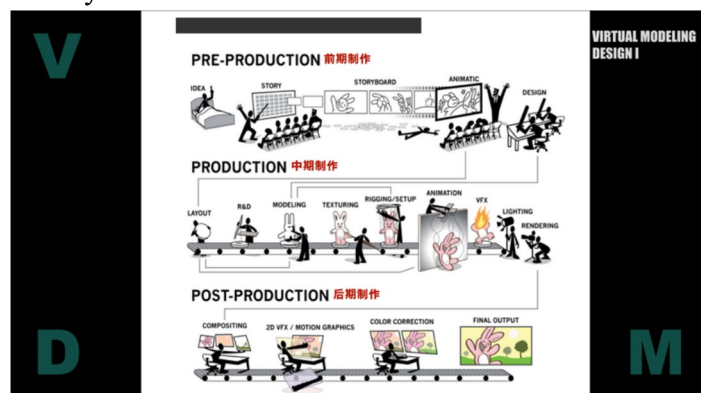 V
D
M
VIRTUAL MODELING
DESIGN I
PRE-PRODUCTION 前期制作
IDEA
STORY
STORYBOARD
ANIMATIC
DESIGN
PRODUCTION 中期制作
LAYOUT
R&D
MODELING
TEXTURING
RIGGING/SETUP
ANIMATION
VFX
LIGHTING
RENDERING
POST-PRODUCTION 后期制作
COMPOSITING
2D VFX / MOTION GRAPHICS
COLOR CORRECTION
FINAL OUTPUT